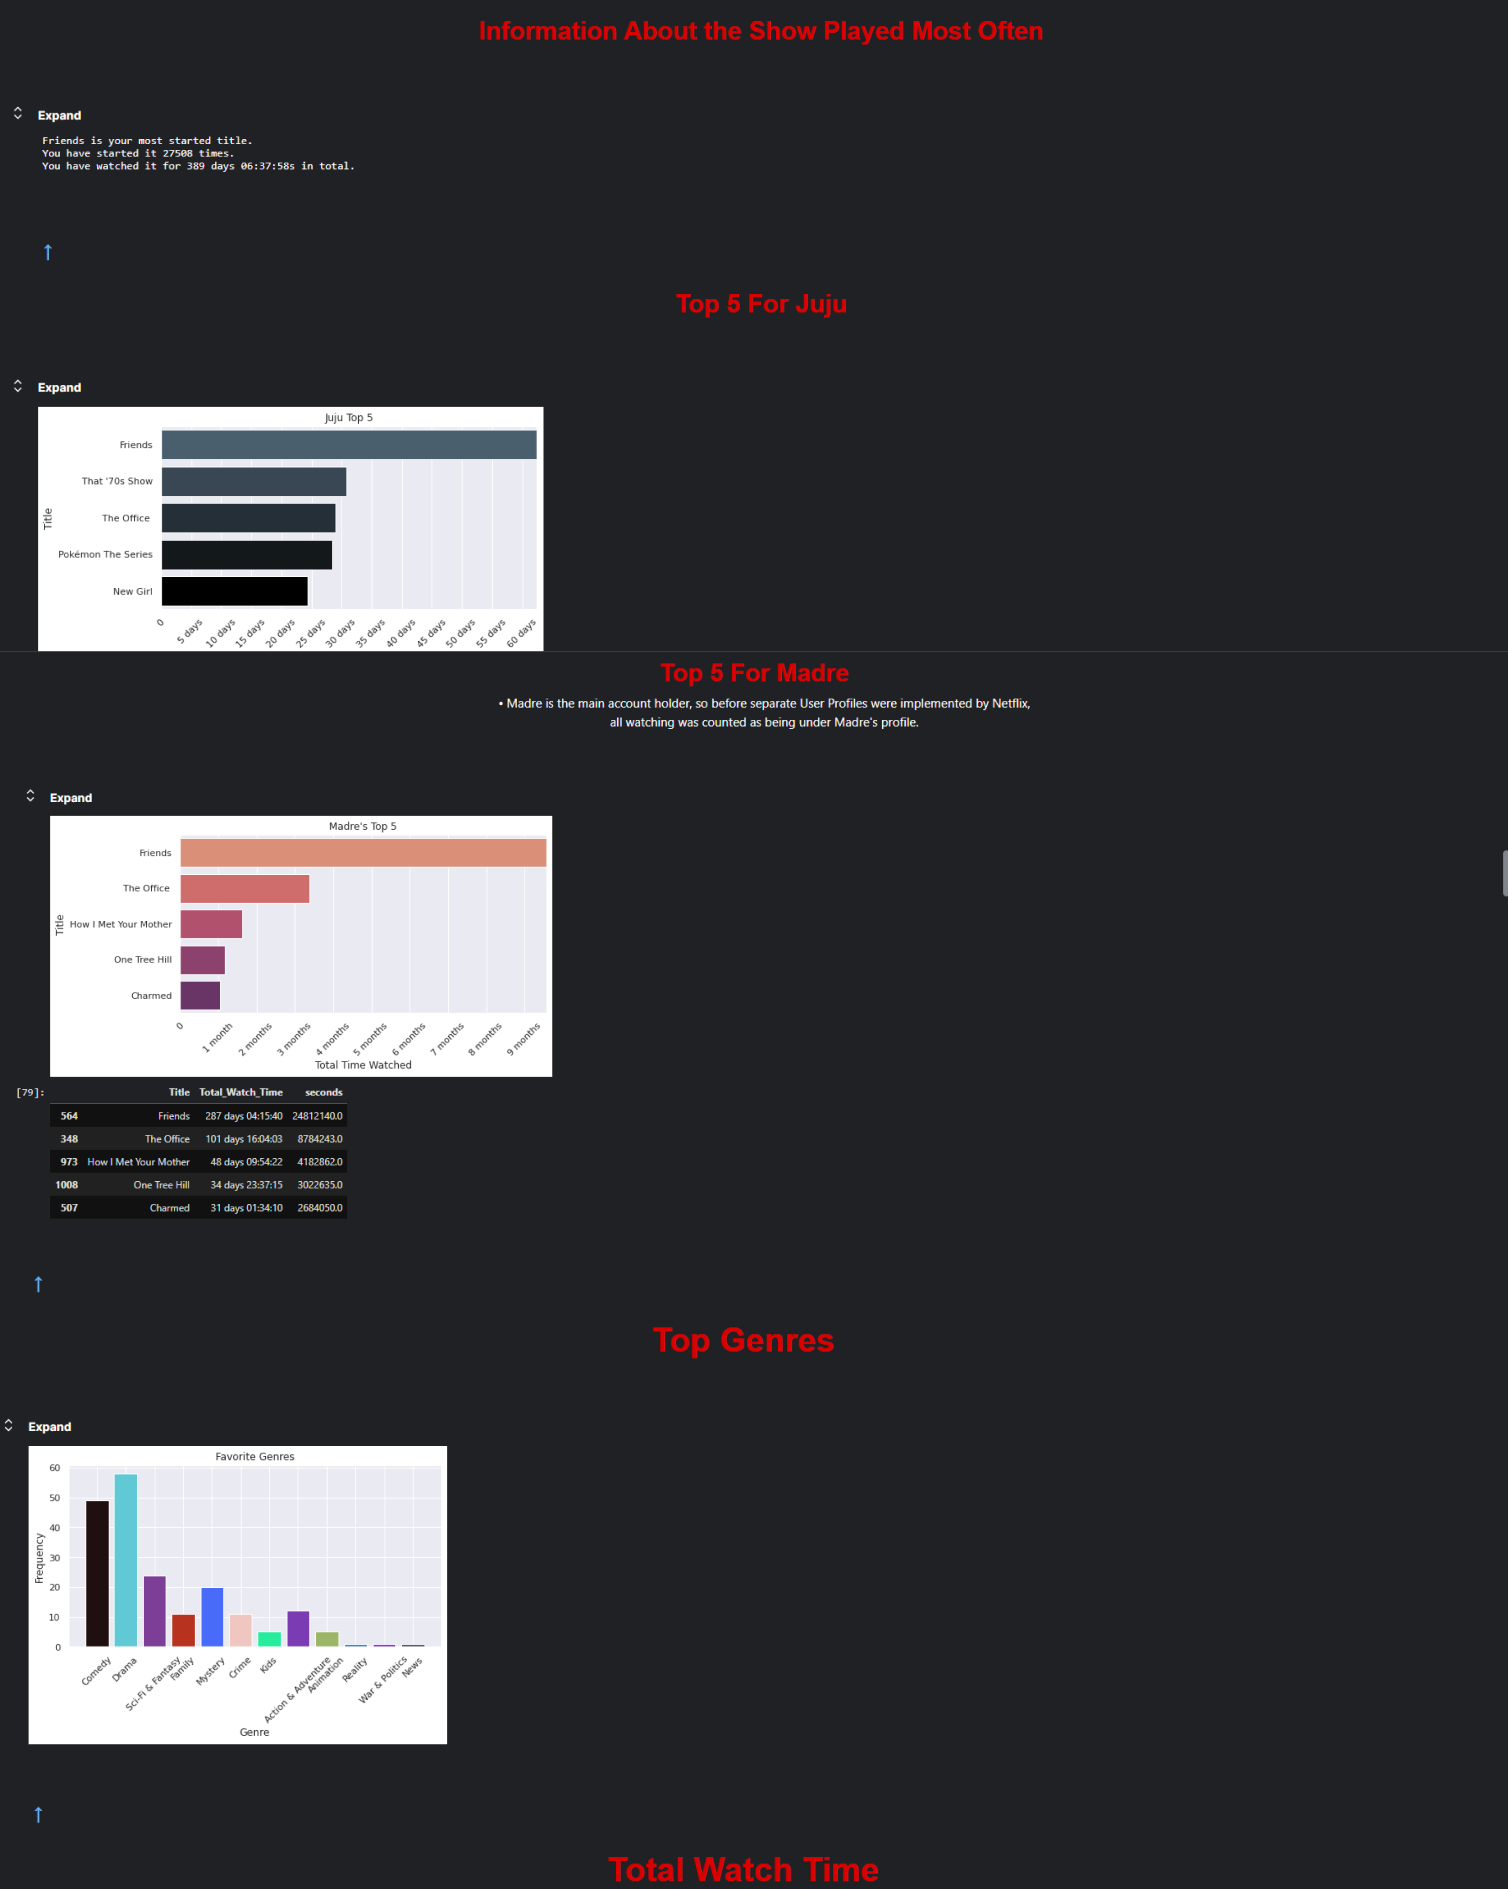 Information About the Show Played Most Often
Expand
Friends is your most started title.
You have started it 27508 times.
You have watched it for 389 days 06:37:58s in total.
↑
Top 5 For Juju
Expand
Juju Top 5
Title
Friends
That '70s Show
The Office
Pokémon The Series
New Girl
0 5 days 10 days 15 days 20 days 25 days 30 days 35 days 40 days 45 days 50 days 55 days 60 days
Top 5 For Madre
• Madre is the main account holder, so before separate User Profiles were implemented by Netflix,
all watching was counted as being under Madre's profile.
Expand
Madre's Top 5
Title
Friends
The Office
How I Met Your Mother
One Tree Hill
Charmed
0 1 month 2 months 3 months 4 months 5 months 6 months 7 months 8 months 9 months
Total Time Watched
[79]: Title Total_Watch_Time seconds
564 Friends 287 days 04:15:40 24812140.0
348 The Office 101 days 16:04:03 8784243.0
973 How I Met Your Mother 48 days 09:54:22 4182862.0
1008 One Tree Hill 34 days 23:37:15 3022635.0
507 Charmed 31 days 01:34:10 2684050.0
↑
Top Genres
Expand
Favorite Genres
Frequency
60
50
40
30
20
10
0
Comedy Drama Sci-Fi & Fantasy Family Mystery Crime Kids Action & Adventure Animation Reality War & Politics News
Genre
↑
Total Watch Time